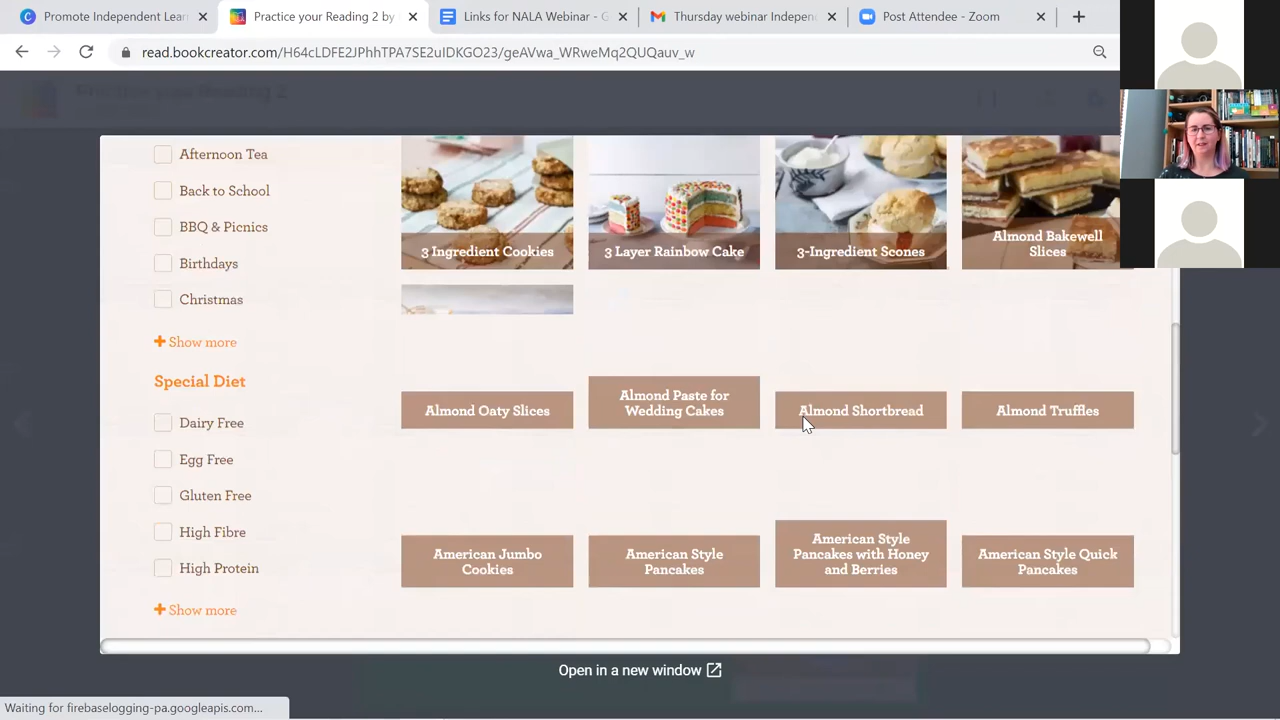 Promote Independent Lear
Practice your Reading 2 by
Links for NALA Webinar - G
Thursday webinar Independ
Post Attendee - Zoom
read.bookcreator.com/H64cLDFE2JPhhTPA7SE2uIDKGO23/geAVwa_WRweMq2QUQauv_w
Practice your Reading 2
Afternoon Tea
Back to School
BBQ & Picnics
Birthdays
Christmas
Show more
Special Diet
Dairy Free
Egg Free
Gluten Free
High Fibre
High Protein
Show more
3 Ingredient Cookies
3 Layer Rainbow Cake
3-Ingredient Scones
Almond Bakewell
Slices
Almond Oaty Slices
Almond Paste for
Wedding Cakes
Almond Shortbread
Almond Truffles
American Jumbo
Cookies
American Style
Pancakes
American Style
Pancakes with Honey
and Berries
American Style Quick
Pancakes
Open in a new window
Waiting for firebaselogging-pa.googleapis.com...